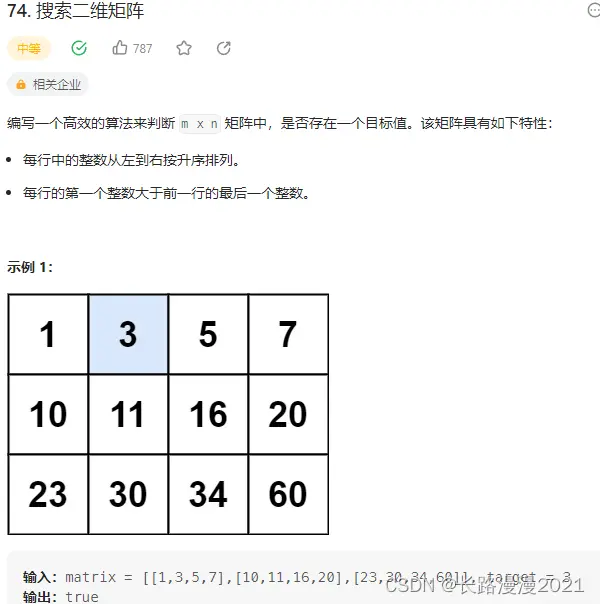 74. 搜索二维矩阵
中等 787
相关企业
编写一个高效的算法来判断 m x n 矩阵中，是否存在一个目标值。该矩阵具有如下特性：
每行中的整数从左到右按升序排列。
每行的第一个整数大于前一行的最后一个整数。
示例 1：
1 3 5 7
10 11 16 20
23 30 34 60
输入：matrix = [[1,3,5,7],[10,11,16,20],[23,30,34,60]], target = 3
输出：true
CSDN @长路漫漫2021